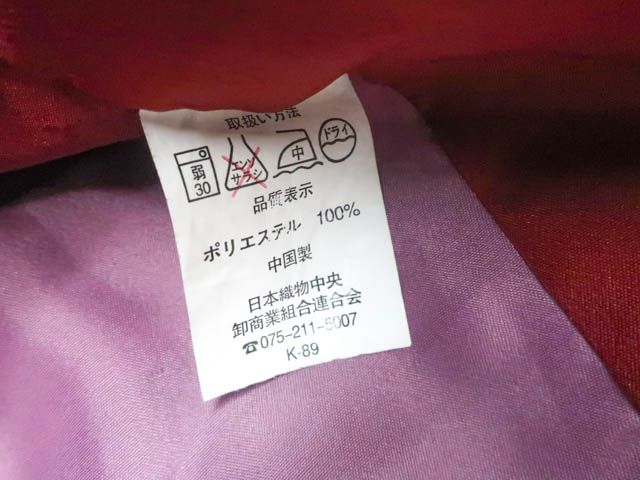 取扱い方法
弱 30
エンソ サラシ
中
ドライ
品質表示
ポリエステル 100%
中国製
日本織物中央
卸商業組合連合会
☎075-211-5007
K-89